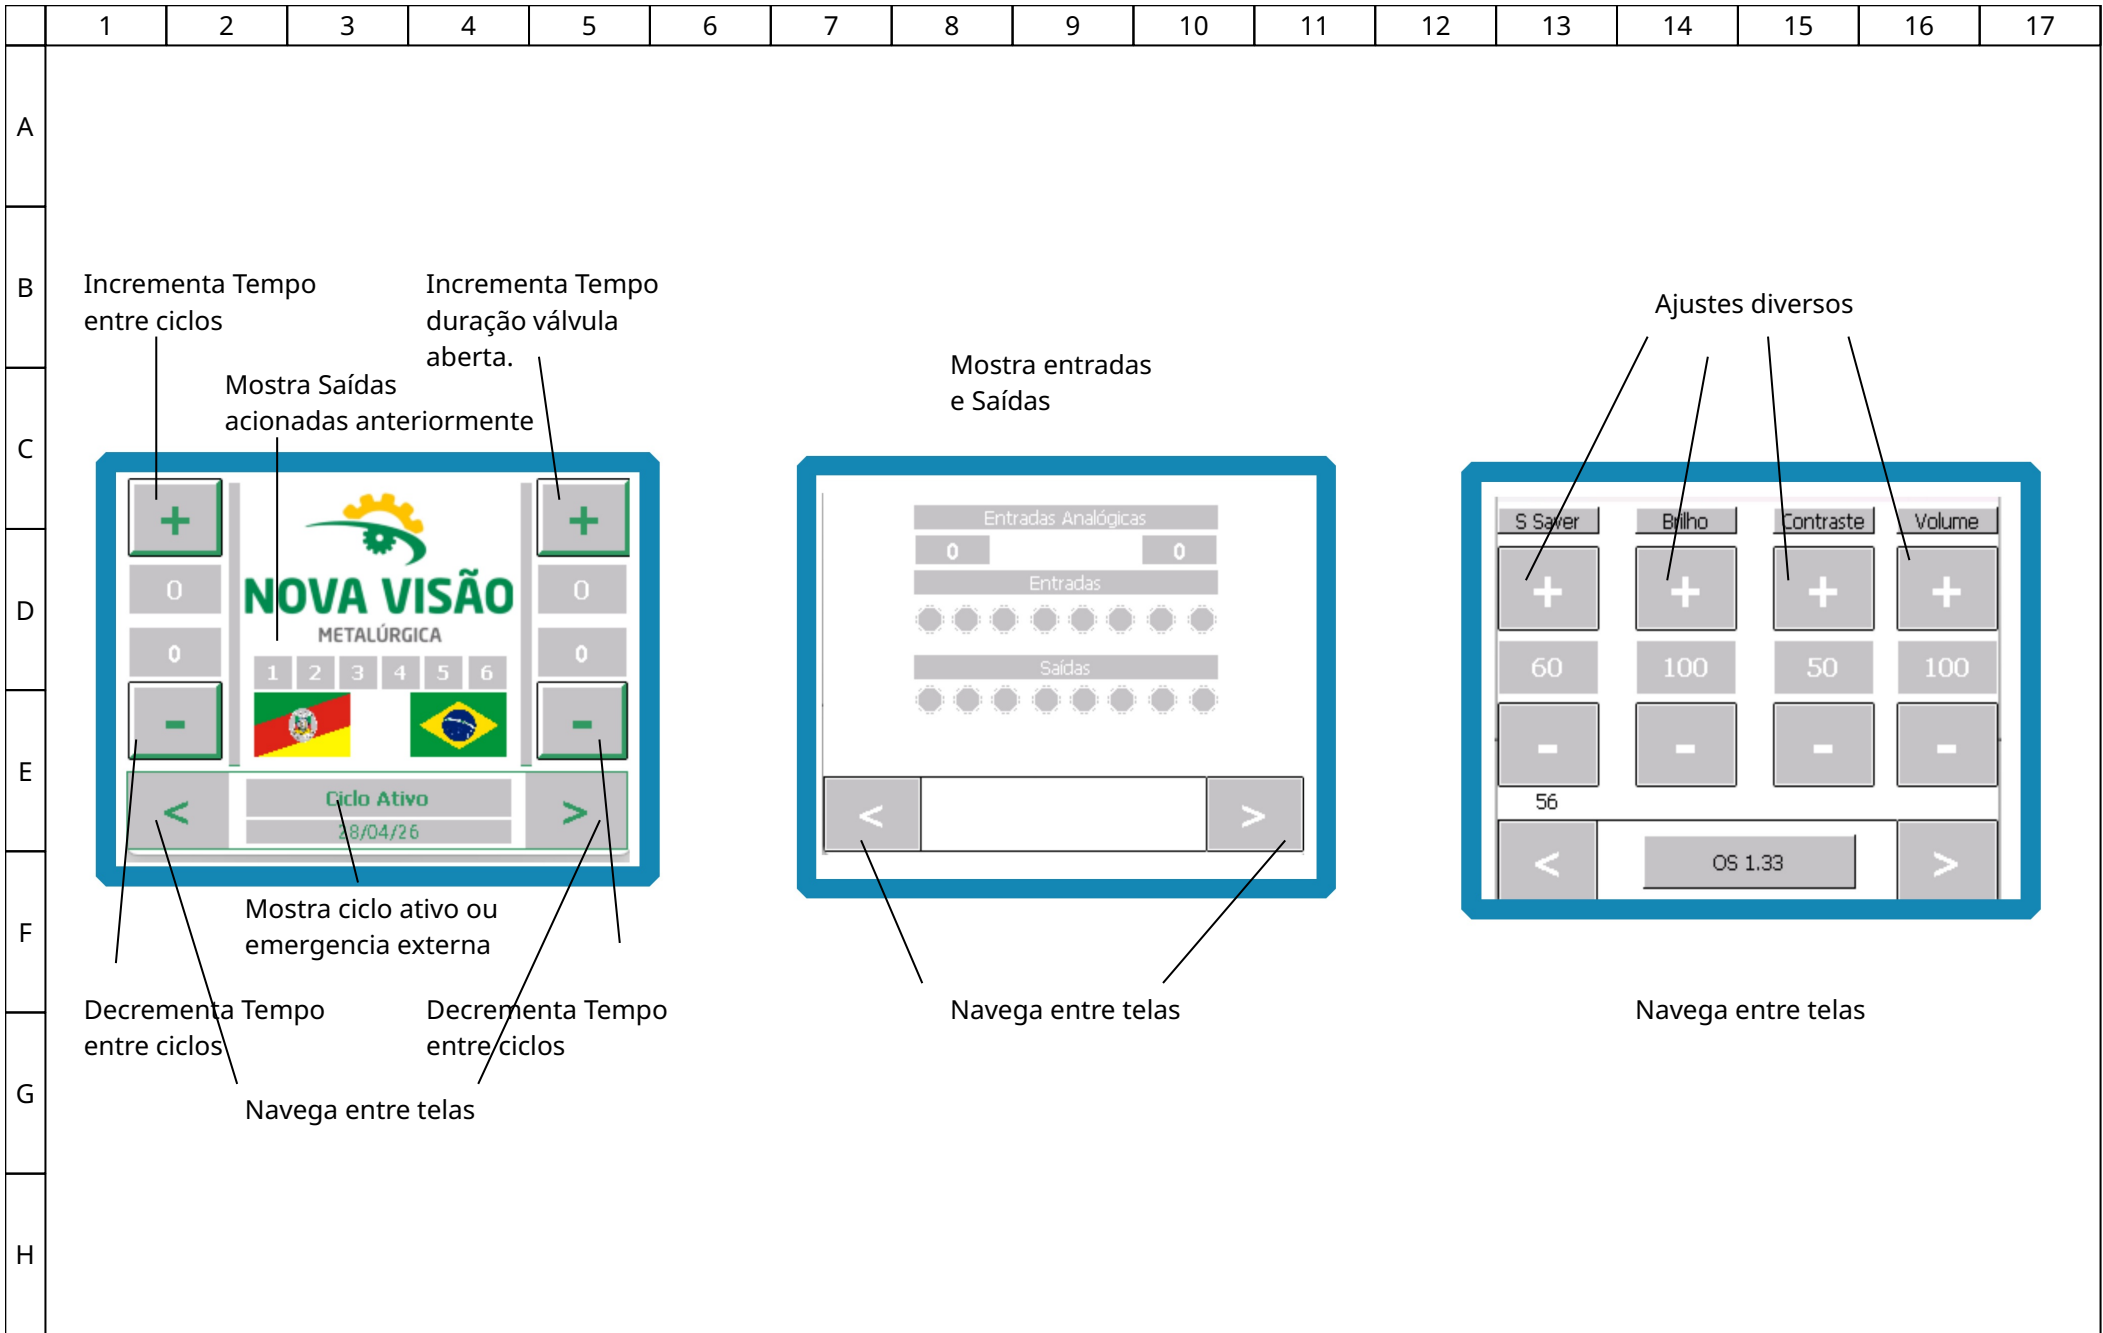 1 2 3 4 5 6 7 8 9 10 11 12 13 14 15 16 17
A
B
C
D
E
F
G
H
Incrementa Tempo
entre ciclos
Incrementa Tempo
duração válvula
aberta.
Mostra Saídas
acionadas anteriormente
+
+
0
0
0
0
-
-
NOVA VISÃO
METALÚRGICA
1 2 3 4 5 6
<
Ciclo Ativo
28/04/26
>
Mostra ciclo ativo ou
emergencia externa
Decrementa Tempo
entre ciclos
Decrementa Tempo
entre ciclos
Navega entre telas
Mostra entradas
e Saídas
Entradas Analógicas
0 0
Entradas
Saídas
< >
Navega entre telas
Ajustes diversos
S Saver Brilho Contraste Volume
+ + + +
60 100 50 100
- - - -
56
< OS 1.33 >
Navega entre telas